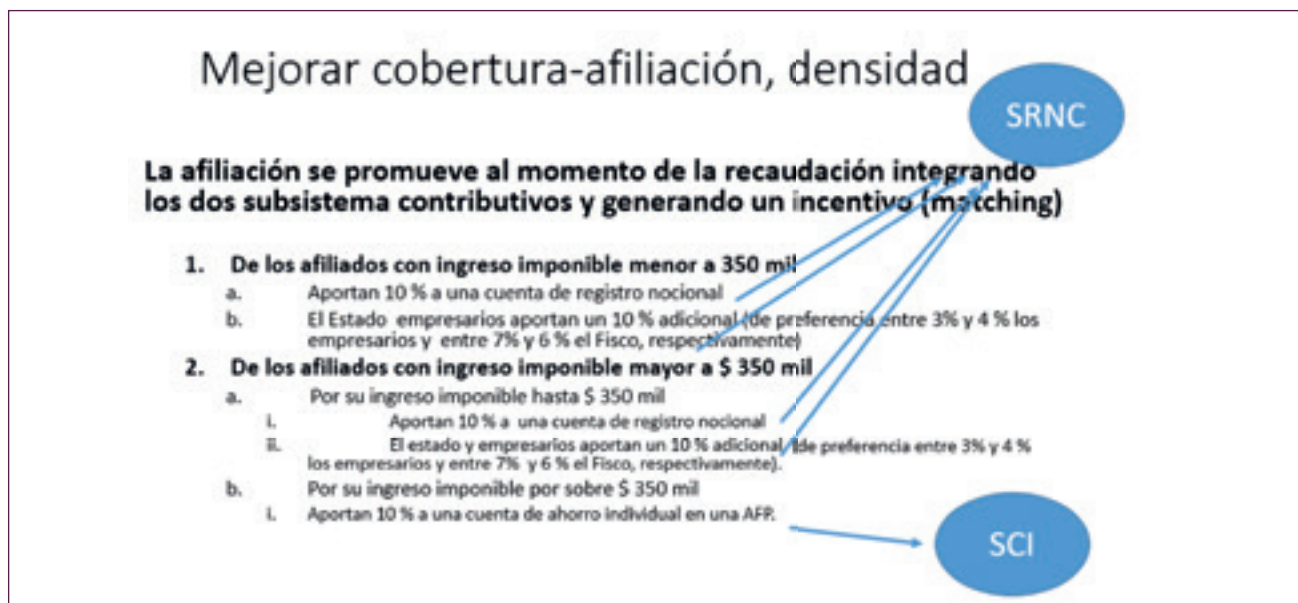 Mejorar cobertura-afiliación, densidad
SRNC
La afiliación se promueve al momento de la recaudación integrando
los dos subsistema contributivos y generando un incentivo (matching)
1. De los afiliados con ingreso imponible menor a 350 mil
a. Aportan 10 % a una cuenta de registro nocional
b. El Estado empresarios aportan un 10 % adicional (de preferencia entre 3% y 4 % los
empresarios y entre 7% y 6 % el Fisco, respectivamente)
2. De los afiliados con ingreso imponible mayor a $ 350 mil
a. Por su ingreso imponible hasta $ 350 mil
i. Aportan 10 % a una cuenta de registro nocional
ii. El estado y empresarios aportan un 10 % adicional (de preferencia entre 3% y 4 %
los empresarios y entre 7% y 6 % el Fisco, respectivamente).
b. Por su ingreso imponible por sobre $ 350 mil
i. Aportan 10 % a una cuenta de ahorro individual en una AFP.
SCI